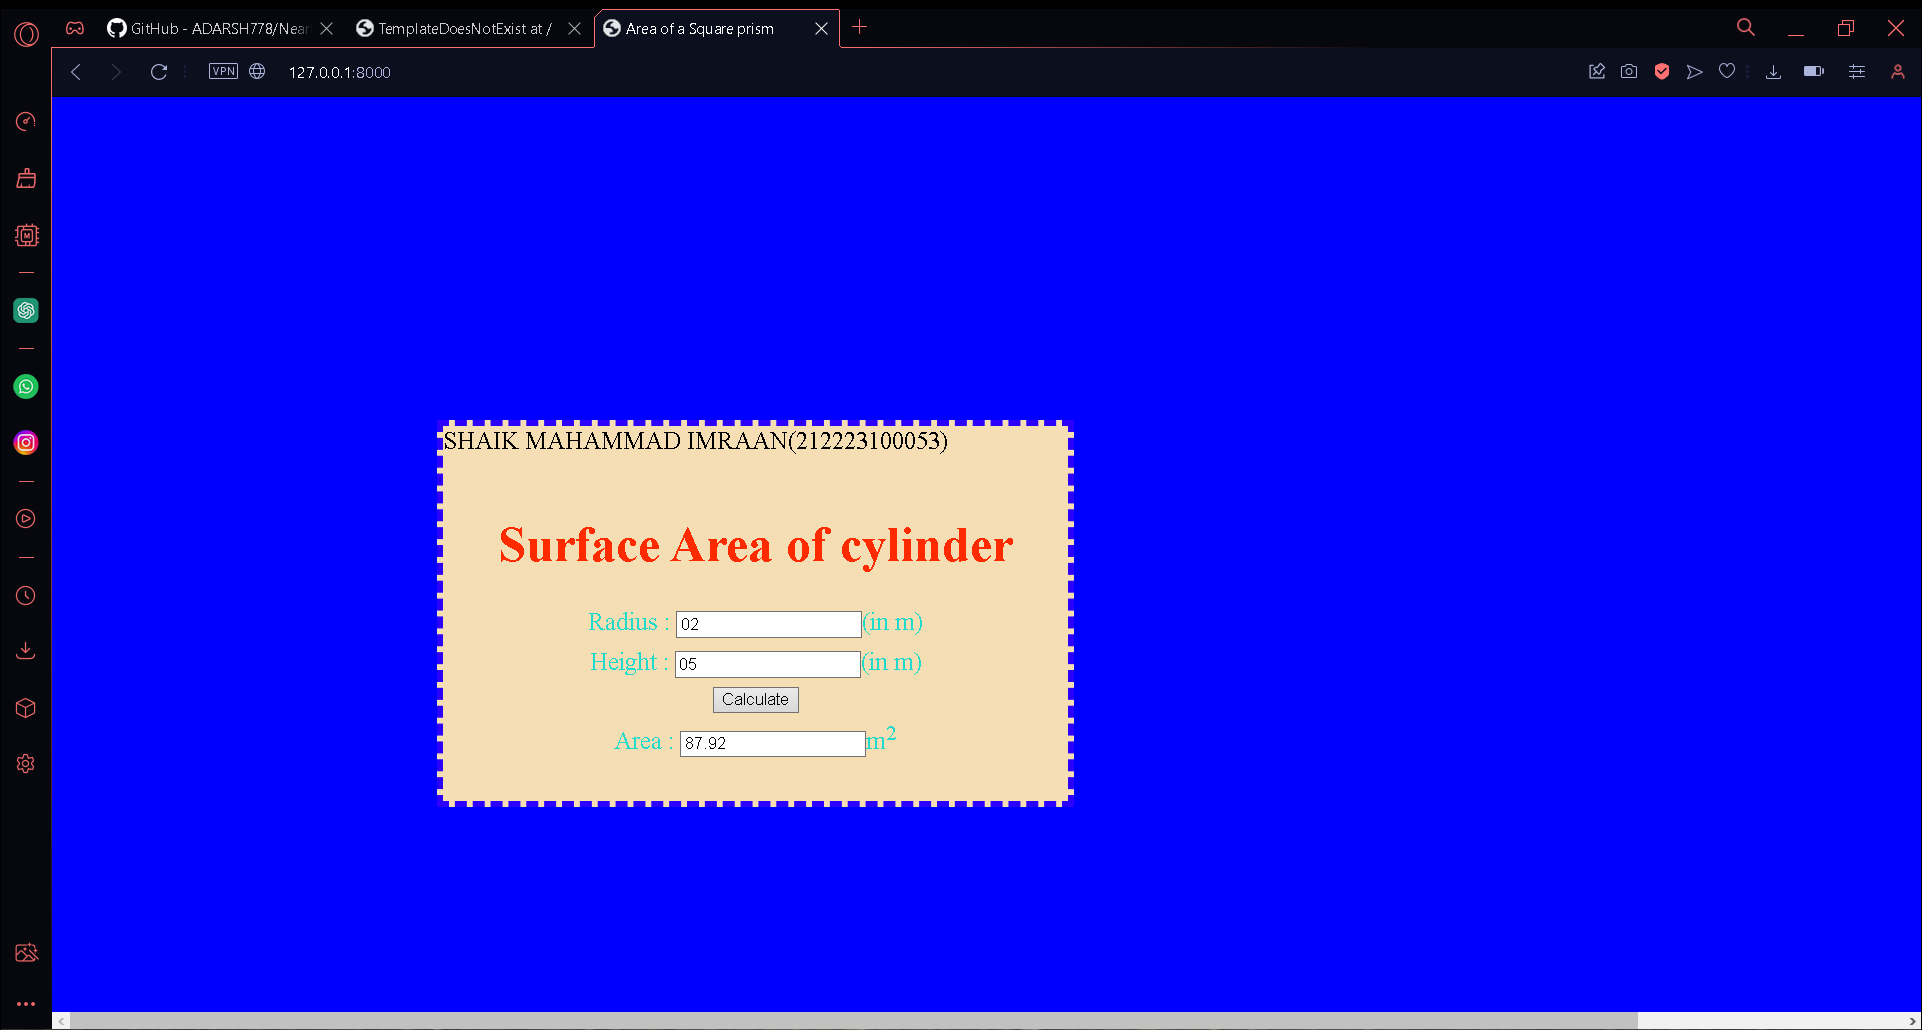 GitHub - ADARSH778/Near
TemplateDoesNotExist at /
Area of a Square prism
VPN
127.0.0.1:8000
SHAIK MAHAMMAD IMRAAN(212223100053)
Surface Area of cylinder
Radius : 02 (in m)
Height : 05 (in m)
Calculate
Area : 87.92 m²